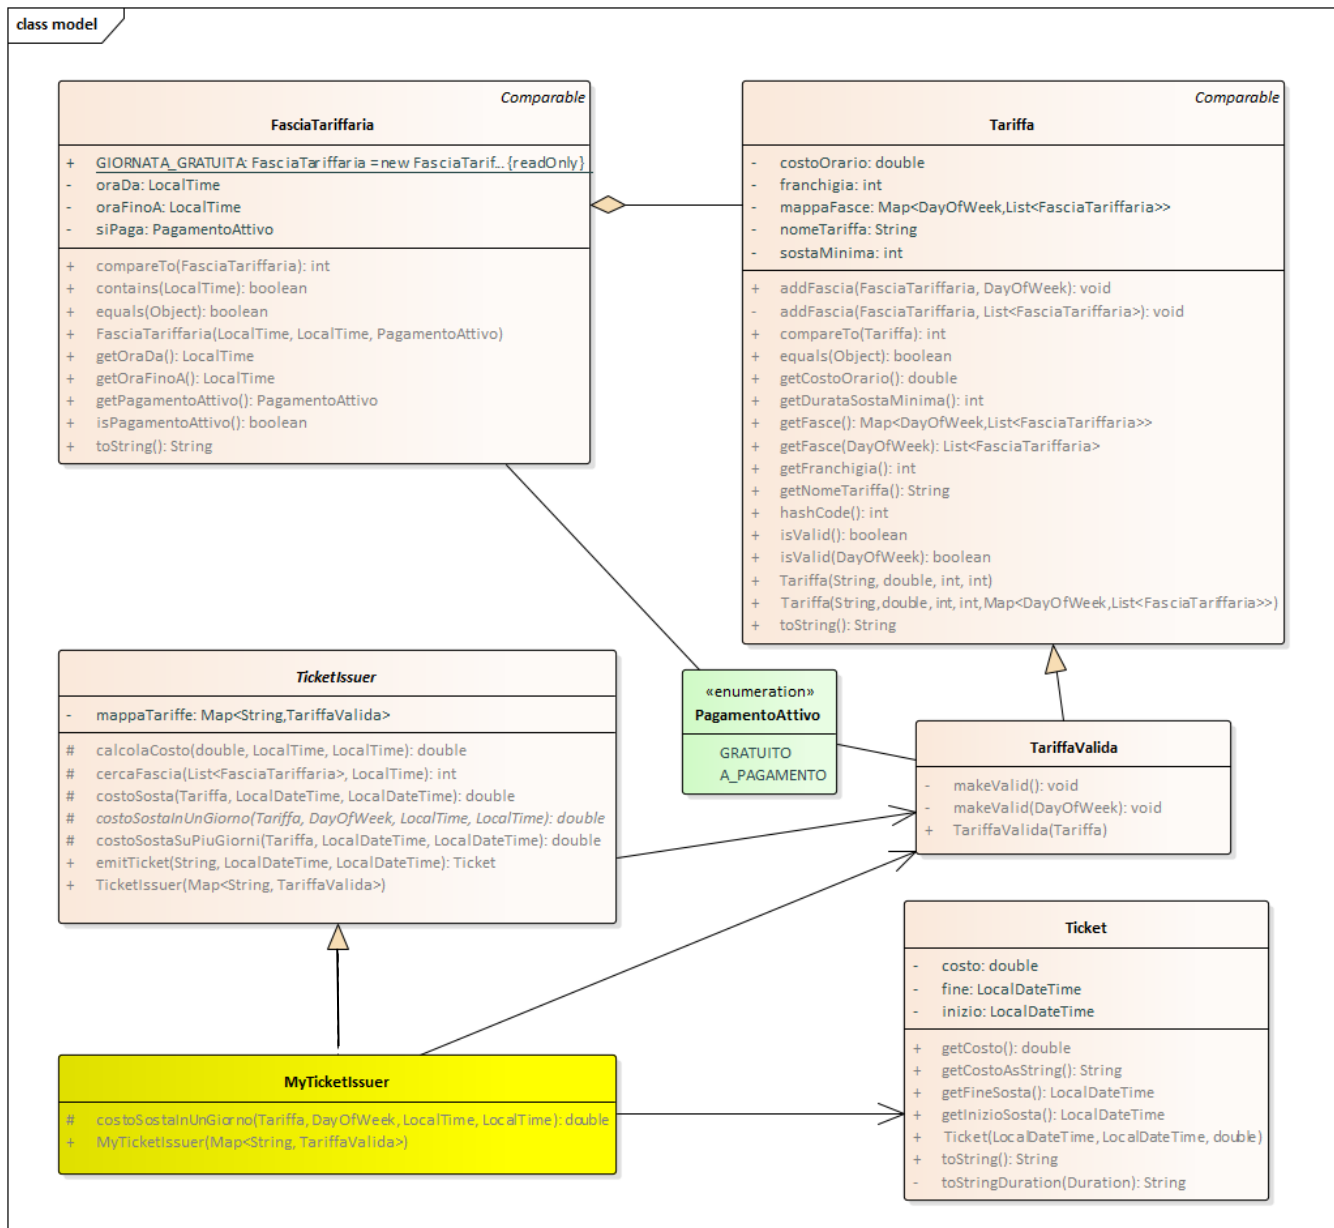 class model
Comparable
FasciaTariffaria
+ GIORNATA_GRATUITA: FasciaTariffaria = new FasciaTarif... {readOnly}
- oraDa: LocalTime
- oraFinoA: LocalTime
- siPaga: PagamentoAttivo
+ compareTo(FasciaTariffaria): int
+ contains(LocalTime): boolean
+ equals(Object): boolean
+ FasciaTariffaria(LocalTime, LocalTime, PagamentoAttivo)
+ getOraDa(): LocalTime
+ getOraFinoA(): LocalTime
+ getPagamentoAttivo(): PagamentoAttivo
+ isPagamentoAttivo(): boolean
+ toString(): String
Comparable
Tariffa
- costoOrario: double
- franchigia: int
- mappaFasce: Map<DayOfWeek,List<FasciaTariffaria>>
- nomeTariffa: String
- sostaMinima: int
+ addFascia(FasciaTariffaria, DayOfWeek): void
- addFascia(FasciaTariffaria, List<FasciaTariffaria>): void
+ compareTo(Tariffa): int
+ equals(Object): boolean
+ getCostoOrario(): double
+ getDurataSostaMinima(): int
+ getFasce(): Map<DayOfWeek,List<FasciaTariffaria>>
+ getFasce(DayOfWeek): List<FasciaTariffaria>
+ getFranchigia(): int
+ getNomeTariffa(): String
+ hashCode(): int
+ isValid(): boolean
+ isValid(DayOfWeek): boolean
+ Tariffa(String, double, int, int)
+ Tariffa(String, double, int, int, Map<DayOfWeek,List<FasciaTariffaria>>)
+ toString(): String
TicketIssuer
- mappaTariffe: Map<String,TariffaValida>
# calcolaCosto(double, LocalTime, LocalTime): double
# cercaFascia(List<FasciaTariffaria>, LocalTime): int
# costoSosta(Tariffa, LocalDateTime, LocalDateTime): double
# costoSostaInUnGiorno(Tariffa, DayOfWeek, LocalTime, LocalTime): double
# costoSostaSuPiuGiorni(Tariffa, LocalDateTime, LocalDateTime): double
+ emitTicket(String, LocalDateTime, LocalDateTime): Ticket
+ TicketIssuer(Map<String, TariffaValida>)
«enumeration»
PagamentoAttivo
GRATUITO
A_PAGAMENTO
TariffaValida
- makeValid(): void
- makeValid(DayOfWeek): void
+ TariffaValida(Tariffa)
MyTicketIssuer
# costoSostaInUnGiorno(Tariffa, DayOfWeek, LocalTime, LocalTime): double
+ MyTicketIssuer(Map<String, TariffaValida>)
Ticket
- costo: double
- fine: LocalDateTime
- inizio: LocalDateTime
+ getCosto(): double
+ getCostoAsString(): String
+ getFineSosta(): LocalDateTime
+ getInizioSosta(): LocalDateTime
+ Ticket(LocalDateTime, LocalDateTime, double)
+ toString(): String
- toStringDuration(Duration): String